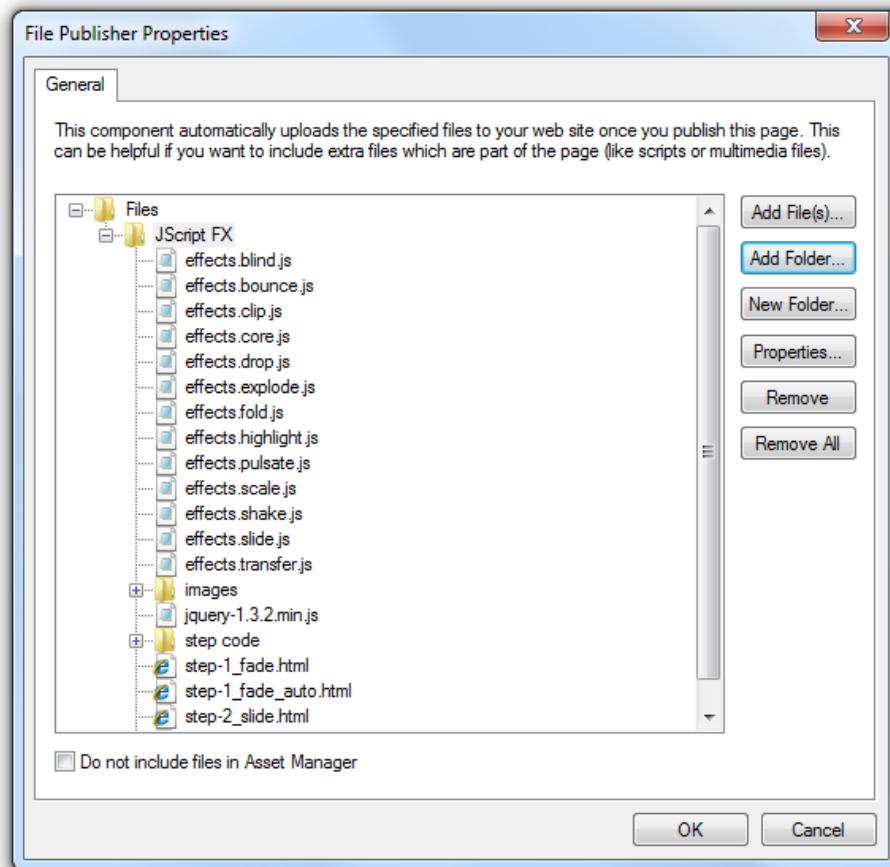 File Publisher Properties
General
This component automatically uploads the specified files to your web site once you publish this page. This
can be helpful if you want to include extra files which are part of the page (like scripts or multimedia files).
Files
JScript FX
effects.blind.js
effects.bounce.js
effects.clip.js
effects.core.js
effects.drop.js
effects.explode.js
effects.fold.js
effects.highlight.js
effects.pulsate.js
effects.scale.js
effects.shake.js
effects.slide.js
effects.transfer.js
images
jquery-1.3.2.min.js
step code
step-1_fade.html
step-1_fade_auto.html
step-2_slide.html
Add File(s)...
Add Folder...
New Folder...
Properties...
Remove
Remove All
Do not include files in Asset Manager
OK
Cancel